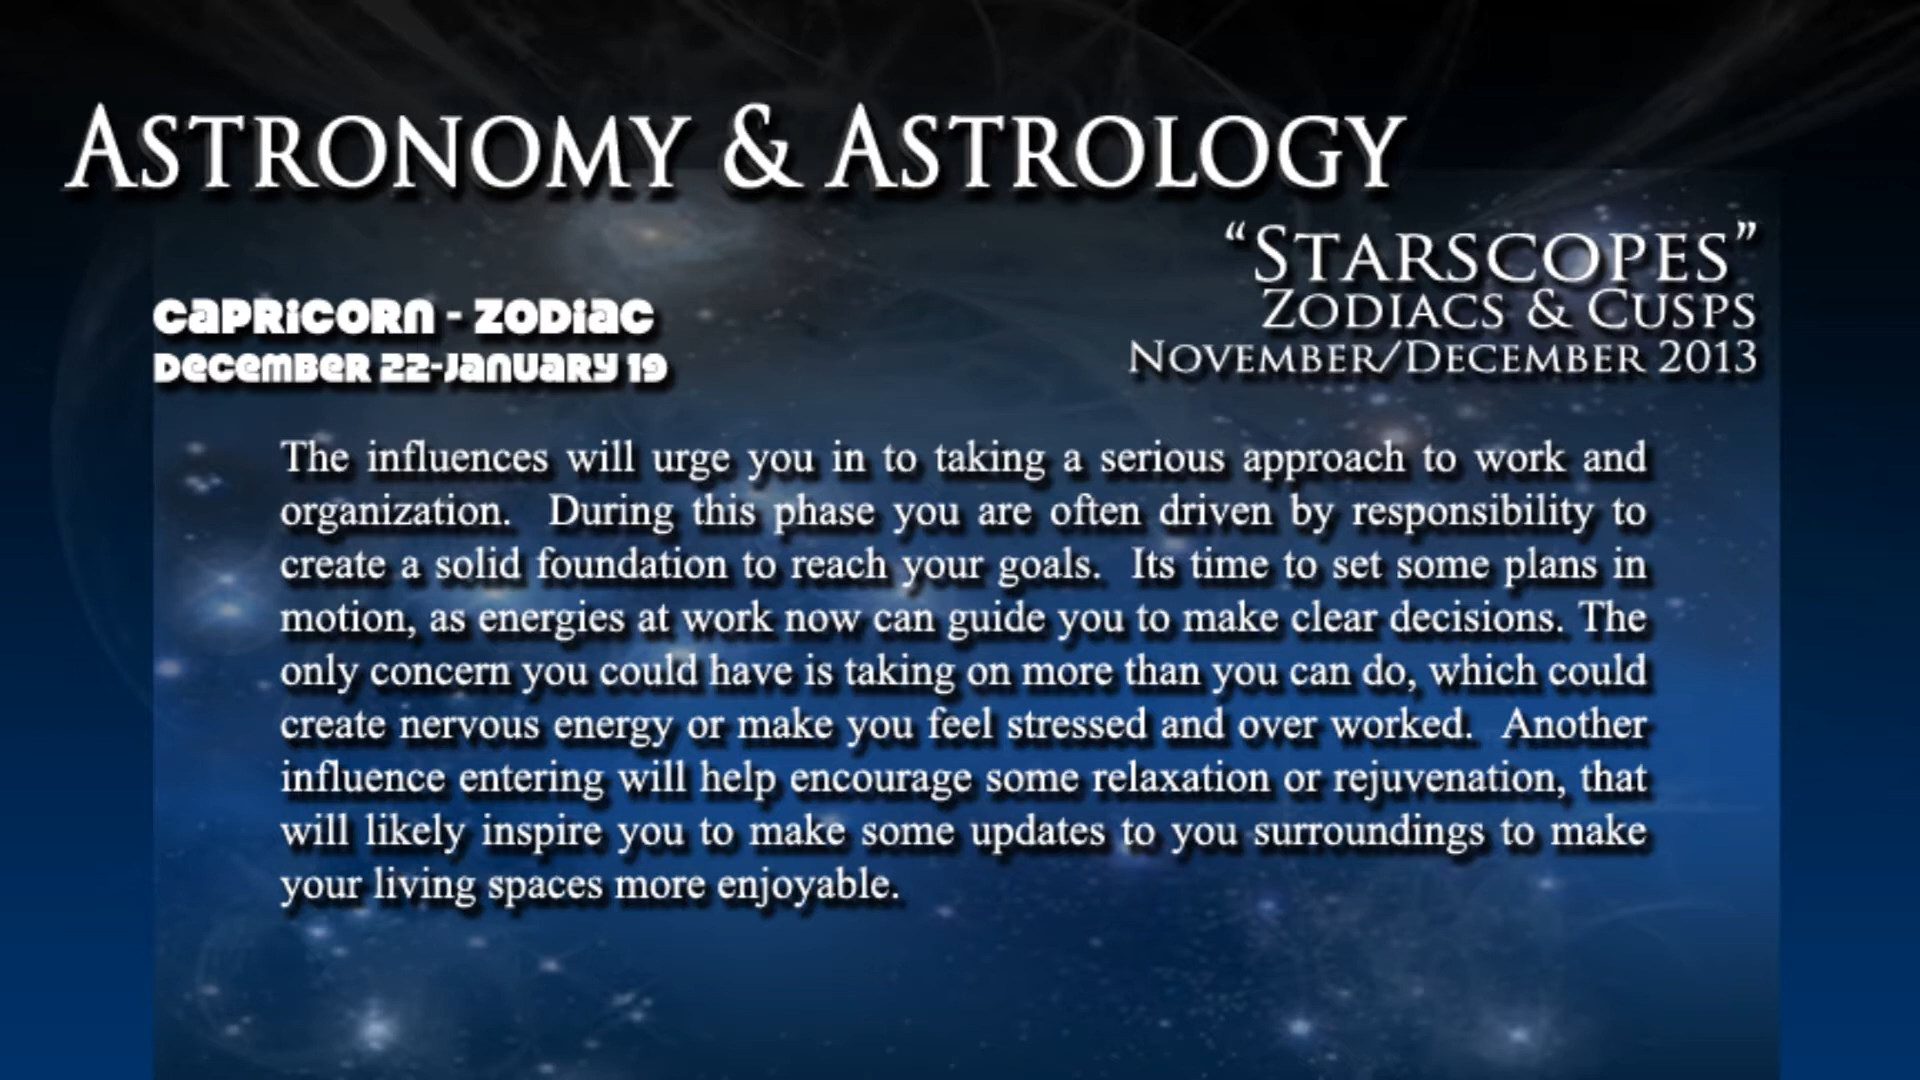 ASTRONOMY & ASTROLOGY
"STARSCOPES"
ZODIACS & CUSPS
NOVEMBER/DECEMBER 2013
CAPRICORN - ZODIAC
DECEMBER 22-JANUARY 19
The influences will urge you in to taking a serious approach to work and
organization. During this phase you are often driven by responsibility to
create a solid foundation to reach your goals. Its time to set some plans in
motion, as energies at work now can guide you to make clear decisions. The
only concern you could have is taking on more than you can do, which could
create nervous energy or make you feel stressed and over worked. Another
influence entering will help encourage some relaxation or rejuvenation, that
will likely inspire you to make some updates to you surroundings to make
your living spaces more enjoyable.